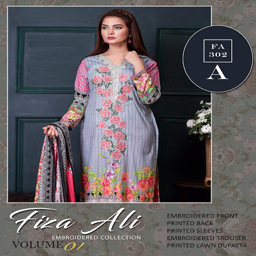 FA
302
A
Fiza Ali
EMBROIDERED COLLECTION
VOLUME 01
EMBROIDERED FRONT
PRINTED BACK
PRINTED SLEEVES
EMBROIDERED TROUSER
PRINTED LAWN DUPATTA